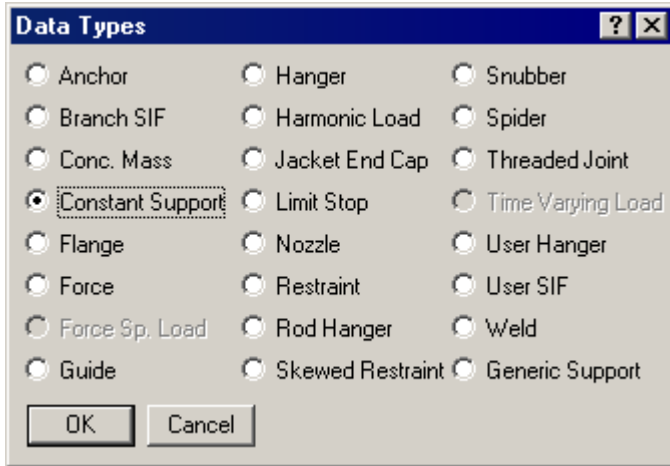 Data Types
Anchor Hanger Snubber
Branch SIF Harmonic Load Spider
Conc. Mass Jacket End Cap Threaded Joint
Constant Support Limit Stop Time Varying Load
Flange Nozzle User Hanger
Force Restraint User SIF
Force Sp. Load Rod Hanger Weld
Guide Skewed Restraint Generic Support
OK Cancel